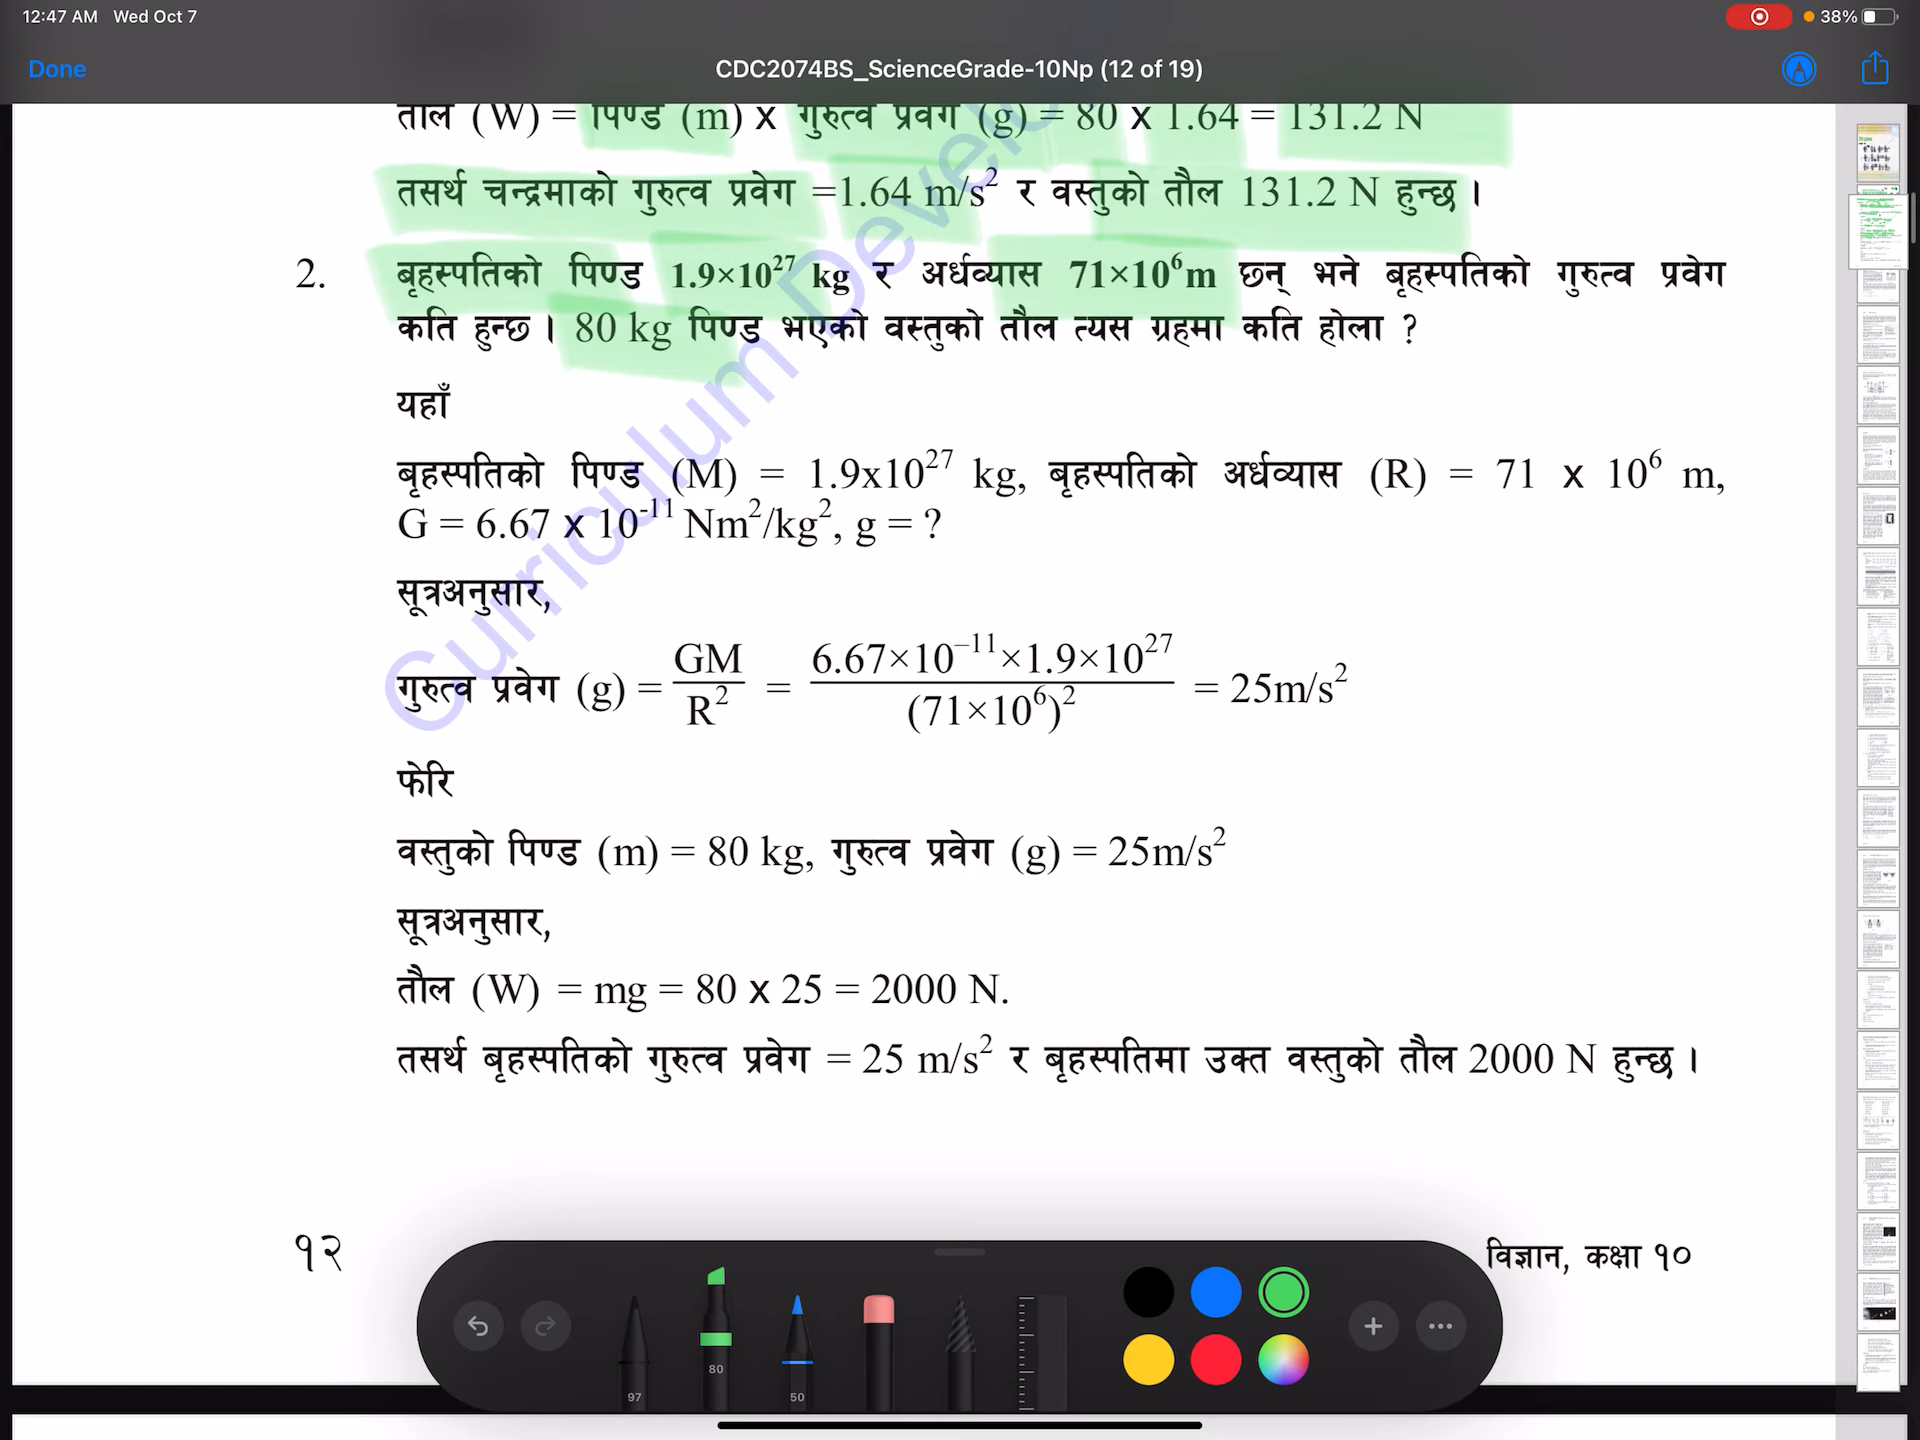 12:47 AM Wed Oct 7
38%
Done
CDC2074BS_ScienceGrade-10Np (12 of 19)
तौल (W) = पिण्ड (m) x गुरुत्व प्रवेग (g) = 80 x 1.64 = 131.2 N
तसर्थ चन्द्रमाको गुरुत्व प्रवेग =1.64 m/s² र वस्तुको तौल 131.2 N हुन्छ ।
2. बृहस्पतिको पिण्ड 1.9×10²⁷ kg र अर्धव्यास 71×10⁶m छन् भने बृहस्पतिको गुरुत्व प्रवेग
कति हुन्छ । 80 kg पिण्ड भएको वस्तुको तौल त्यस ग्रहमा कति होला ?
यहाँ
बृहस्पतिको पिण्ड (M) = 1.9x10²⁷ kg, बृहस्पतिको अर्धव्यास (R) = 71 x 10⁶ m,
G = 6.67 x 10⁻¹¹ Nm²/kg², g = ?
सूत्रअनुसार,
गुरुत्व प्रवेग (g) = GM/R² = 6.67×10⁻¹¹×1.9×10²⁷/(71×10⁶)² = 25m/s²
फेरि
वस्तुको पिण्ड (m) = 80 kg, गुरुत्व प्रवेग (g) = 25m/s²
सूत्रअनुसार,
तौल (W) = mg = 80 x 25 = 2000 N.
तसर्थ बृहस्पतिको गुरुत्व प्रवेग = 25 m/s² र बृहस्पतिमा उक्त वस्तुको तौल 2000 N हुन्छ ।
Curriculum Devel
१२
विज्ञान, कक्षा १०
97
80
50